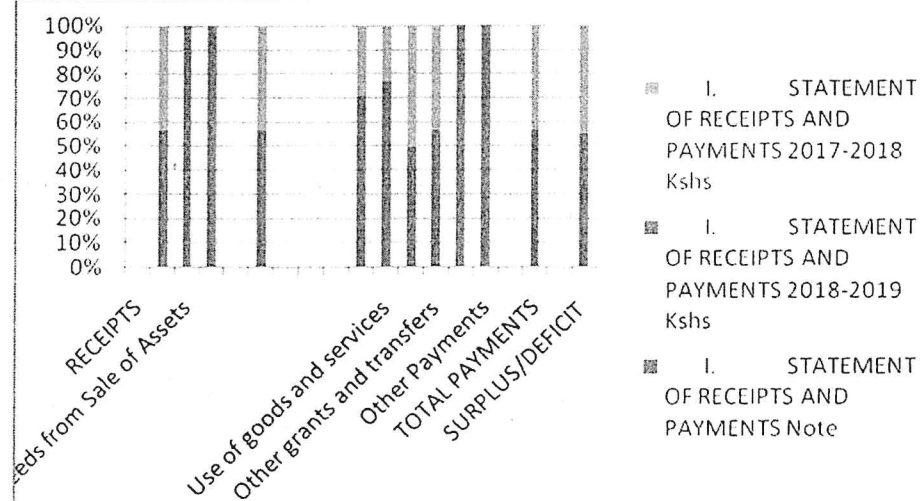 100%
90%
80%
70%
60%
50%
40%
30%
20%
10%
0%
RECEIPTS
eeds from Sale of Assets
Use of goods and services
Other grants and transfers
Other Payments
TOTAL PAYMENTS
SURPLUS/DEFICIT
I. STATEMENT
OF RECEIPTS AND
PAYMENTS 2017-2018
Kshs
I. STATEMENT
OF RECEIPTS AND
PAYMENTS 2018-2019
Kshs
I. STATEMENT
OF RECEIPTS AND
PAYMENTS Note